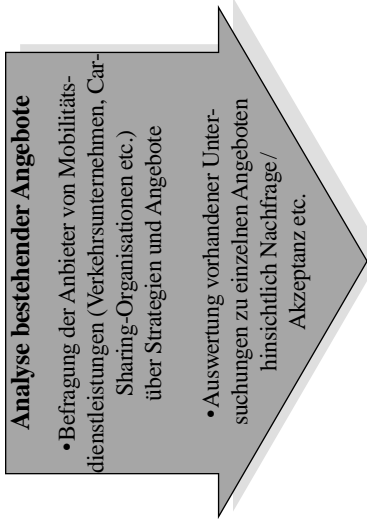 Analyse bestehender Angebote
•Befragung der Anbieter von Mobilitäts-
dienstleistungen (Verkehrsunternehmen, Car-
Sharing-Organisationen etc.)
über Strategien und Angebote
•Auswertung vorhandener Unter-
suchungen zu einzelnen Angeboten
hinsichtlich Nachfrage/
Akzeptanz etc.